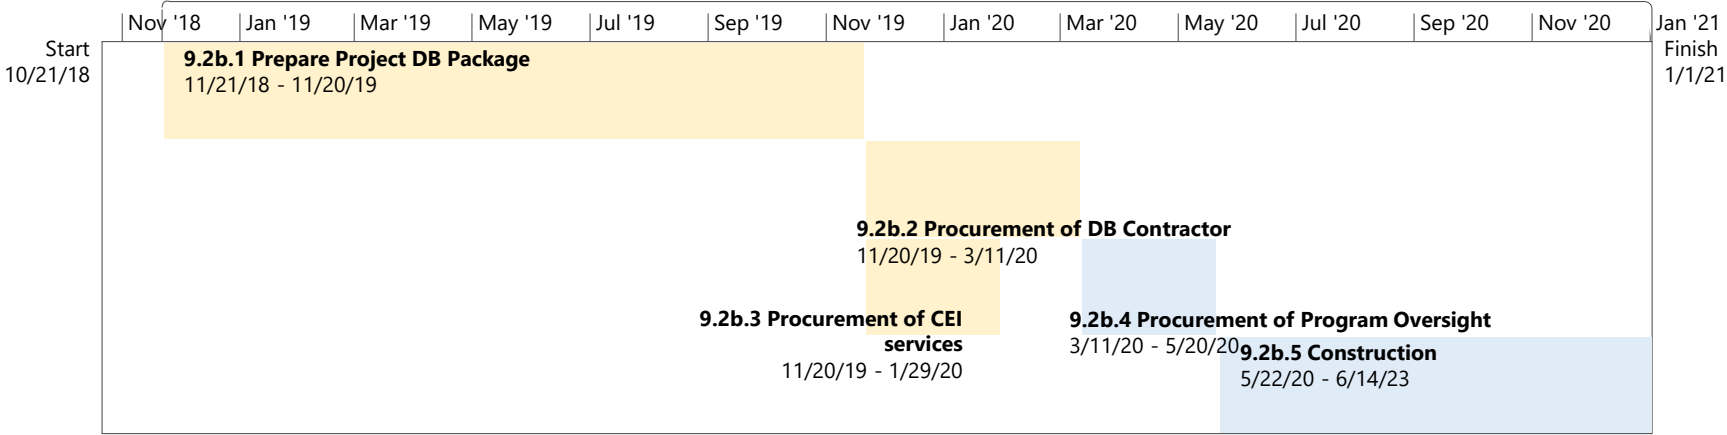 Nov '18 Jan '19 Mar '19 May '19 Jul '19 Sep '19 Nov '19 Jan '20 Mar '20 May '20 Jul '20 Sep '20 Nov '20 Jan '21
Start
10/21/18
Finish
1/1/21
9.2b.1 Prepare Project DB Package
11/21/18 - 11/20/19
9.2b.2 Procurement of DB Contractor
11/20/19 - 3/11/20
9.2b.3 Procurement of CEI
services
11/20/19 - 1/29/20
9.2b.4 Procurement of Program Oversight
3/11/20 - 5/20/20
9.2b.5 Construction
5/22/20 - 6/14/23